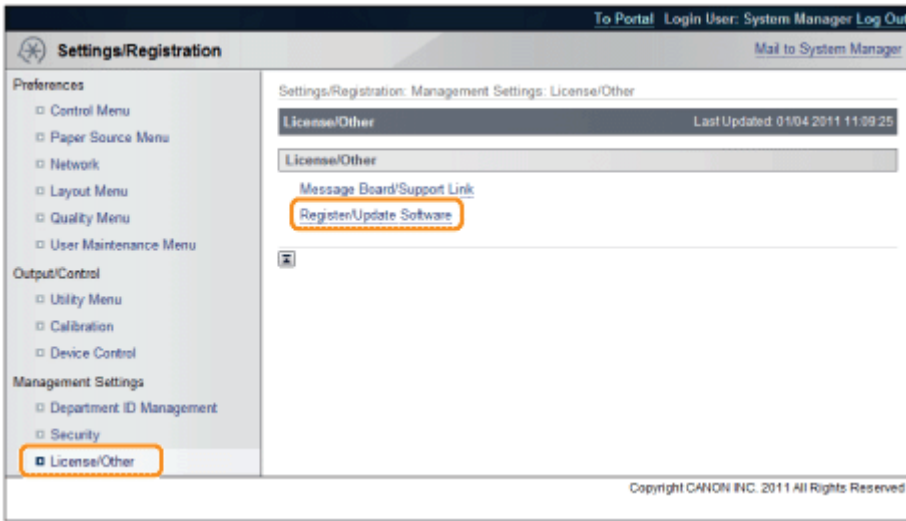 To Portal Login User: System Manager Log Out
Settings/Registration
Mail to System Manager
Preferences
Control Menu
Paper Source Menu
Network
Layout Menu
Quality Menu
User Maintenance Menu
Output/Control
Utility Menu
Calibration
Device Control
Management Settings
Department ID Management
Security
License/Other
Settings/Registration: Management Settings: License/Other
License/Other
Last Updated: 01/04 2011 11:09:25
License/Other
Message Board/Support Link
Register/Update Software
Copyright CANON INC. 2011 All Rights Reserved